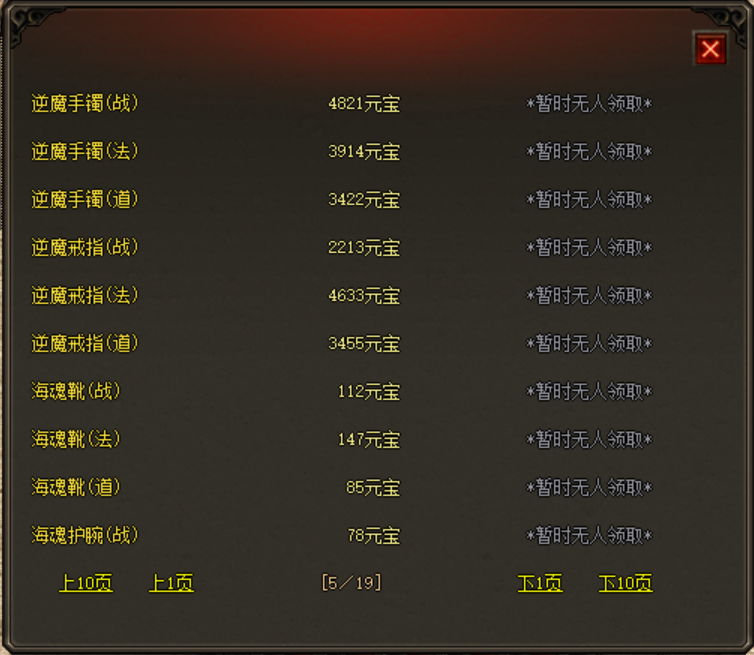 逆魔手镯(战) 4821元宝 *暂时无人领取*
逆魔手镯(法) 3914元宝 *暂时无人领取*
逆魔手镯(道) 3422元宝 *暂时无人领取*
逆魔戒指(战) 2213元宝 *暂时无人领取*
逆魔戒指(法) 4633元宝 *暂时无人领取*
逆魔戒指(道) 3455元宝 *暂时无人领取*
海魂靴(战) 112元宝 *暂时无人领取*
海魂靴(法) 147元宝 *暂时无人领取*
海魂靴(道) 85元宝 *暂时无人领取*
海魂护腕(战) 78元宝 *暂时无人领取*
上10页 上1页 [5/19] 下1页 下10页